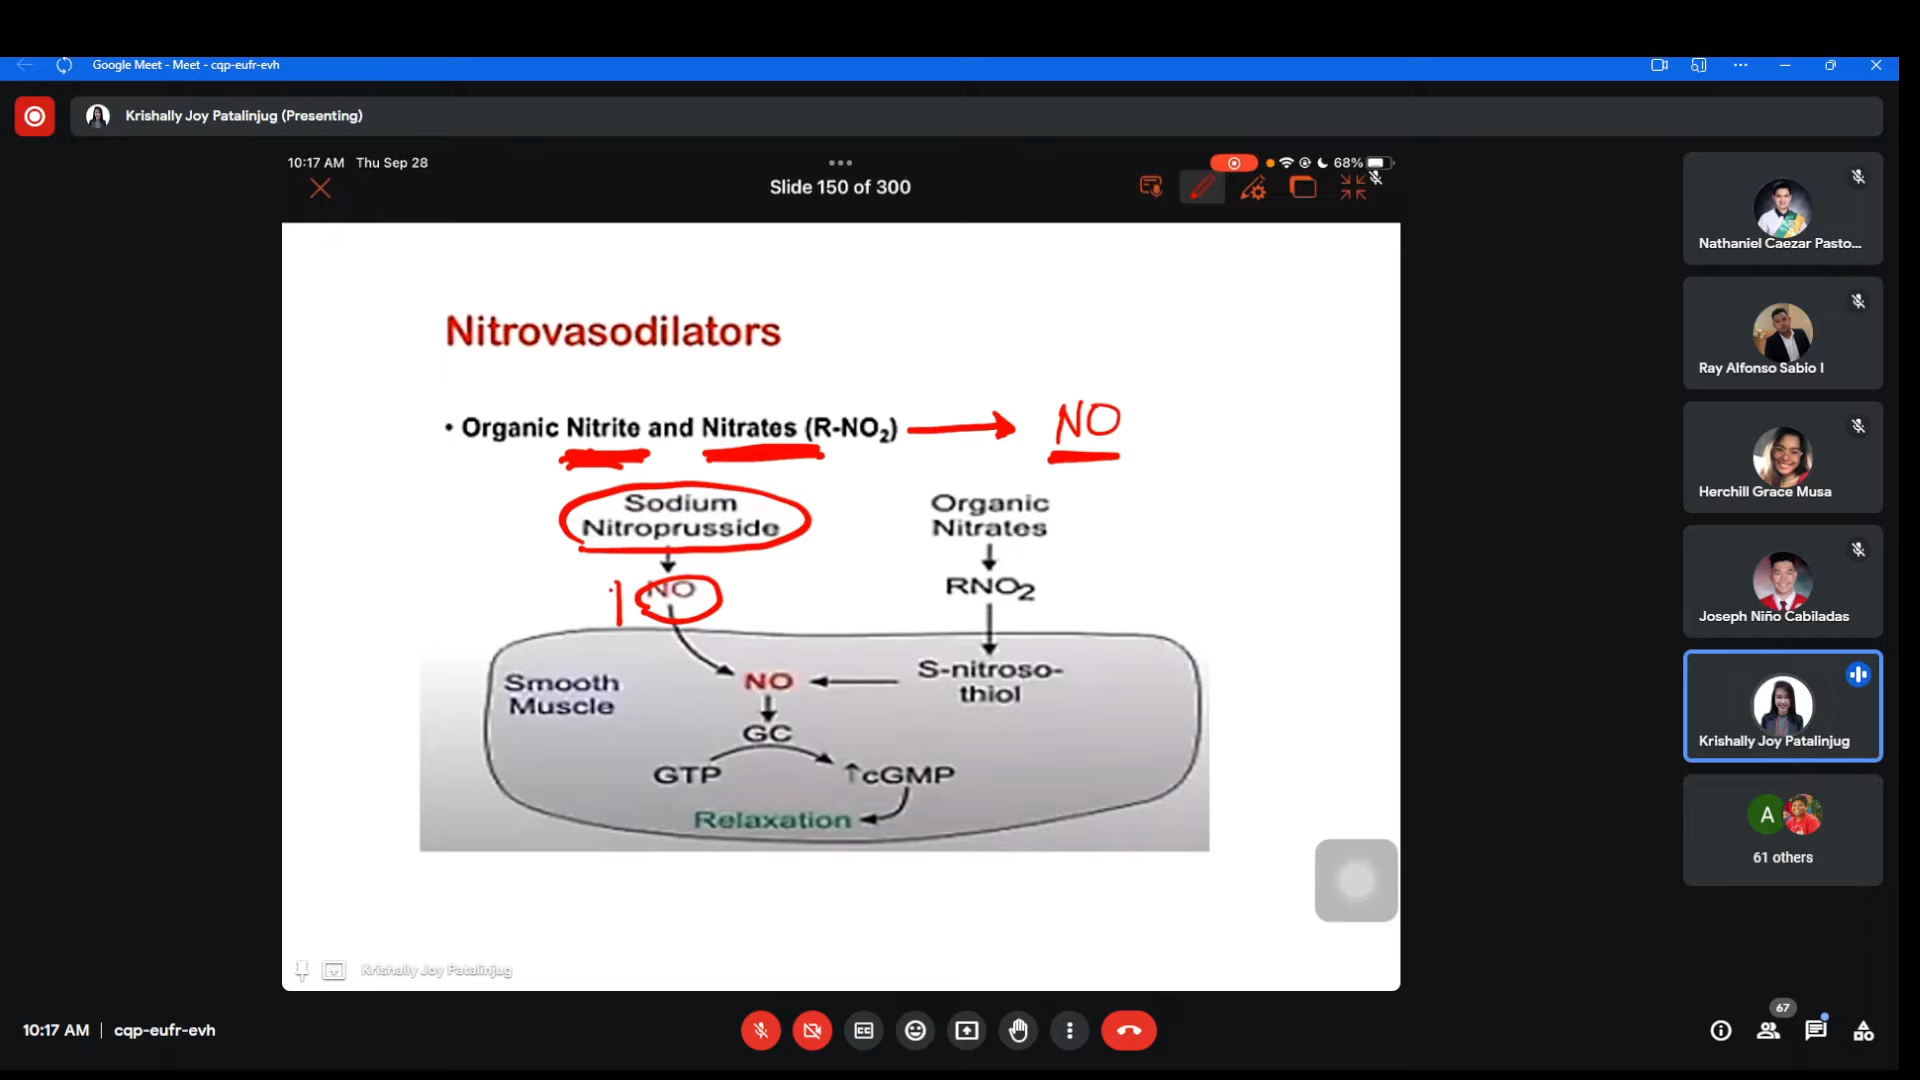 Google Meet - Meet - cqp-eufr-evh
Krishally Joy Patalinjug (Presenting)
10:17 AM Thu Sep 28
68%
Slide 150 of 300
Nitrovasodilators
• Organic Nitrite and Nitrates (R-NO₂) NO
Sodium
Nitroprusside
Organic
Nitrates
NO
RNO₂
Smooth
Muscle
NO
S-nitroso-
thiol
GC
GTP
↑cGMP
Relaxation
Krishally Joy Patalinjug
Nathaniel Caezar Pasto...
Ray Alfonso Sabio I
Herchill Grace Musa
Joseph Niño Cabiladas
Krishally Joy Patalinjug
A
61 others
10:17 AM | cqp-eufr-evh
67